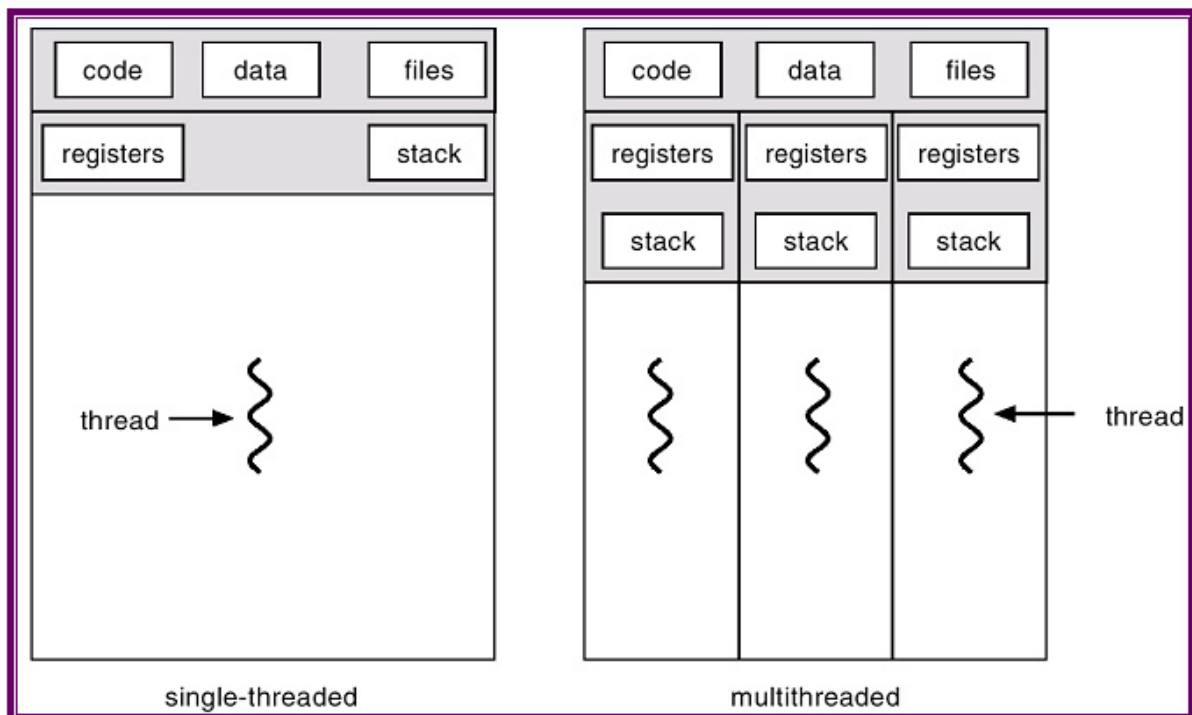 code data files
registers stack
thread
single-threaded
code data files
registers registers registers
stack stack stack
thread
multithreaded